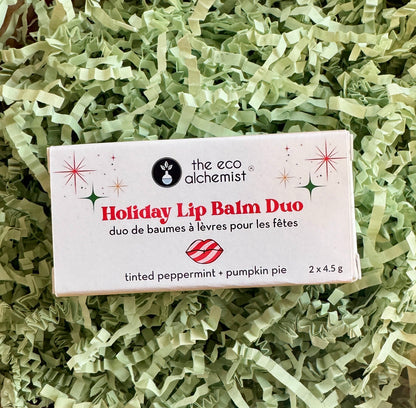 the eco
alchemist®
Holiday Lip Balm Duo
duo de baumes à lèvres pour les fêtes
tinted peppermint + pumpkin pie
2 x 4.5 g